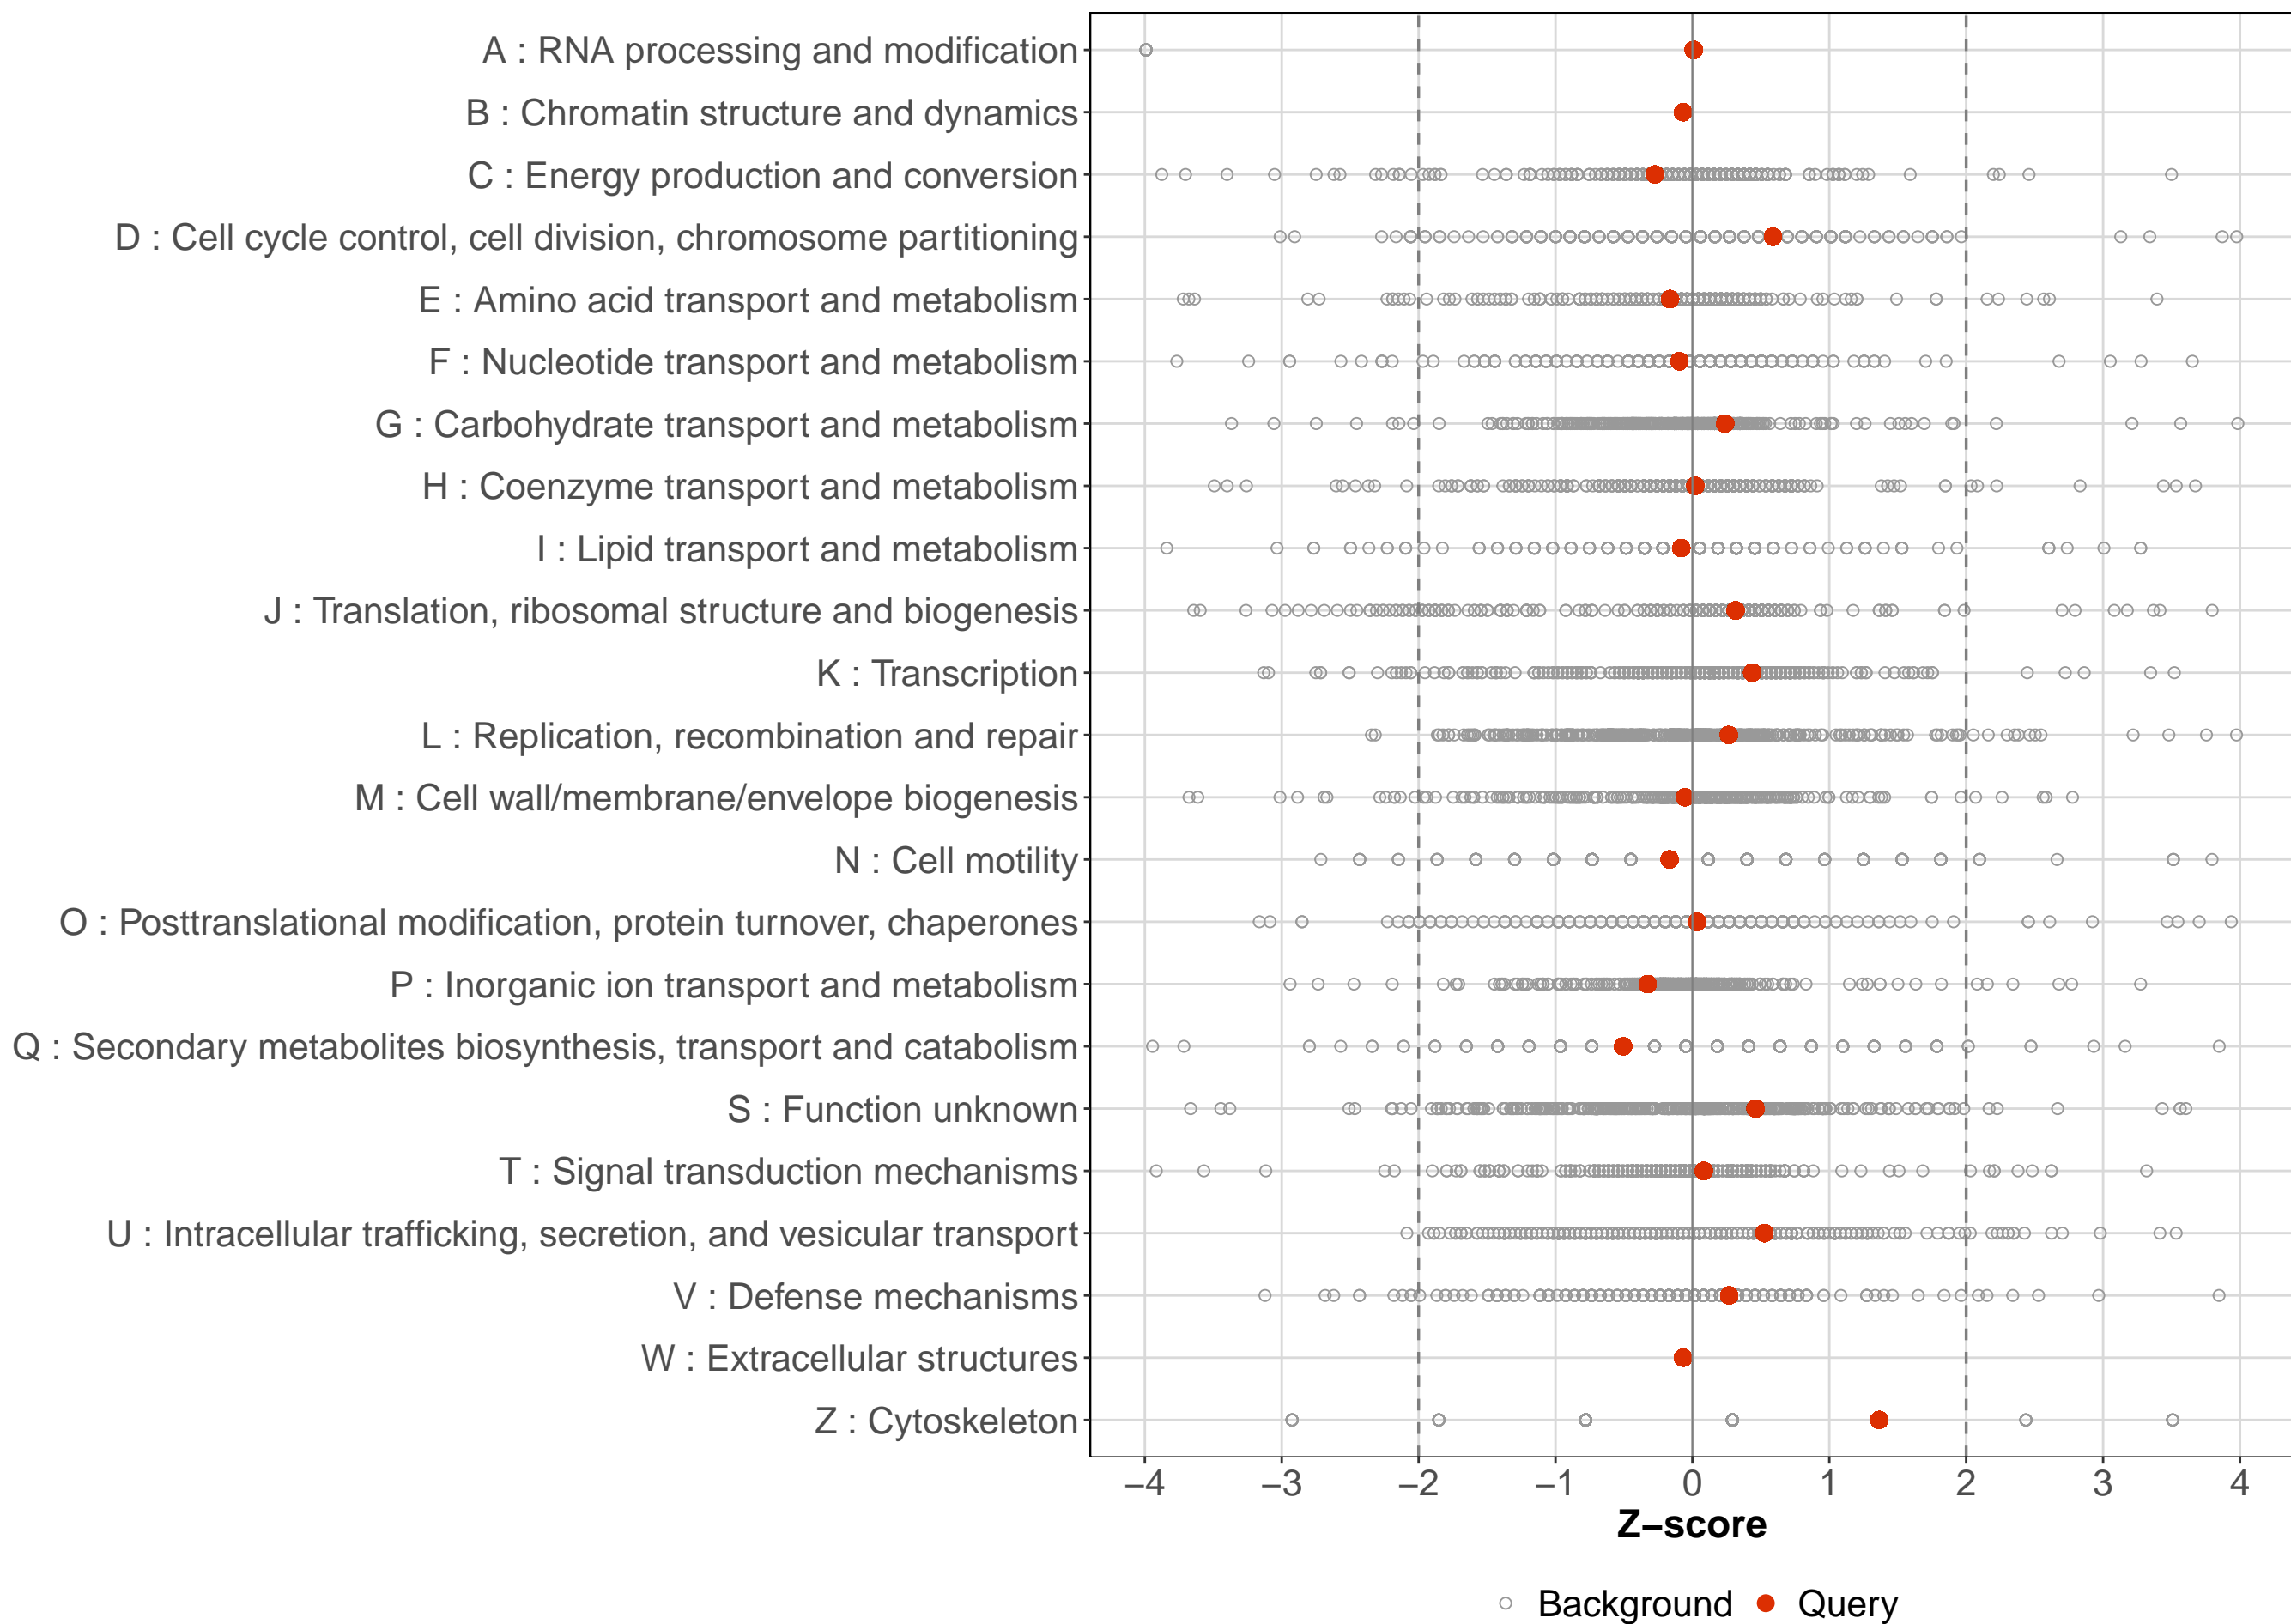 A : RNA processing and modification
B : Chromatin structure and dynamics
C : Energy production and conversion
D : Cell cycle control, cell division, chromosome partitioning
E : Amino acid transport and metabolism
F : Nucleotide transport and metabolism
G : Carbohydrate transport and metabolism
H : Coenzyme transport and metabolism
I : Lipid transport and metabolism
J : Translation, ribosomal structure and biogenesis
K : Transcription
L : Replication, recombination and repair
M : Cell wall/membrane/envelope biogenesis
N : Cell motility
O : Posttranslational modification, protein turnover, chaperones
P : Inorganic ion transport and metabolism
Q : Secondary metabolites biosynthesis, transport and catabolism
S : Function unknown
T : Signal transduction mechanisms
U : Intracellular trafficking, secretion, and vesicular transport
V : Defense mechanisms
W : Extracellular structures
Z : Cytoskeleton
−4 −3 −2 −1 0 1 2 3 4
Z−score
Background Query